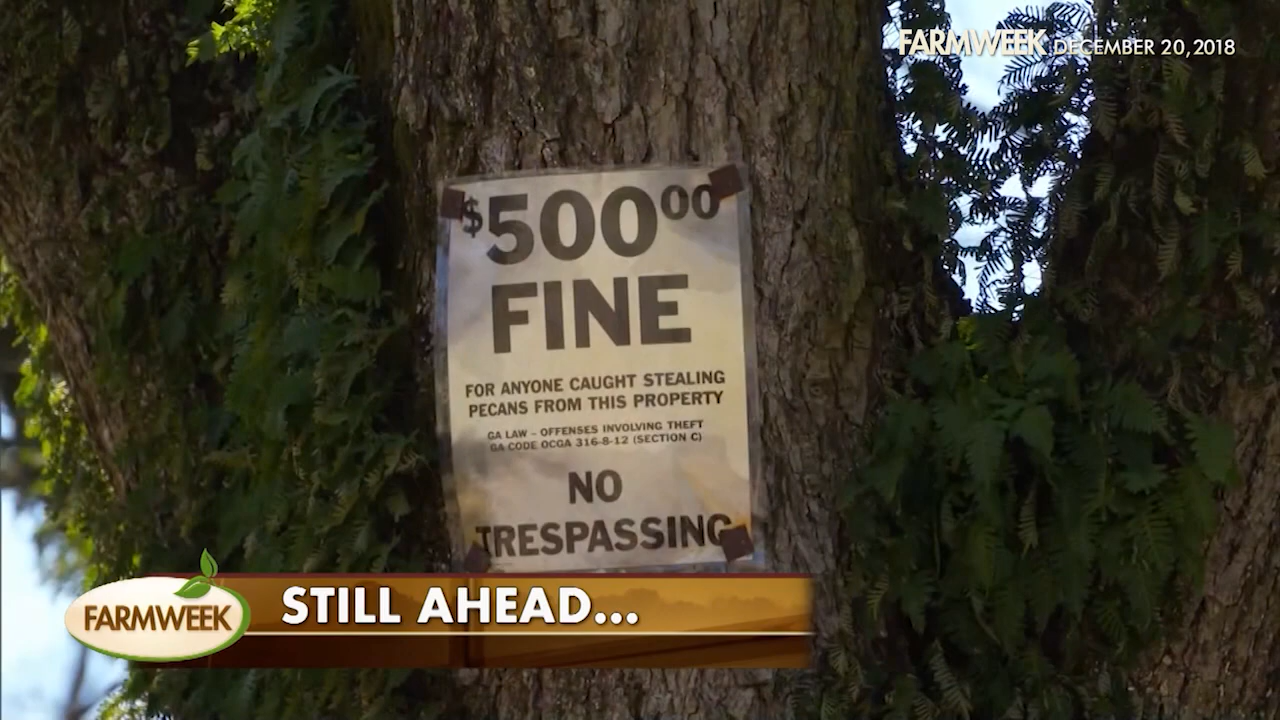 FARMWEEK DECEMBER 20, 2018
$500.00
FINE
FOR ANYONE CAUGHT STEALING
PECANS FROM THIS PROPERTY
GA LAW – OFFENSES INVOLVING THEFT
GA CODE OCGA 316-8-12 (SECTION C)
NO
TRESPASSING
FARMWEEK
STILL AHEAD...